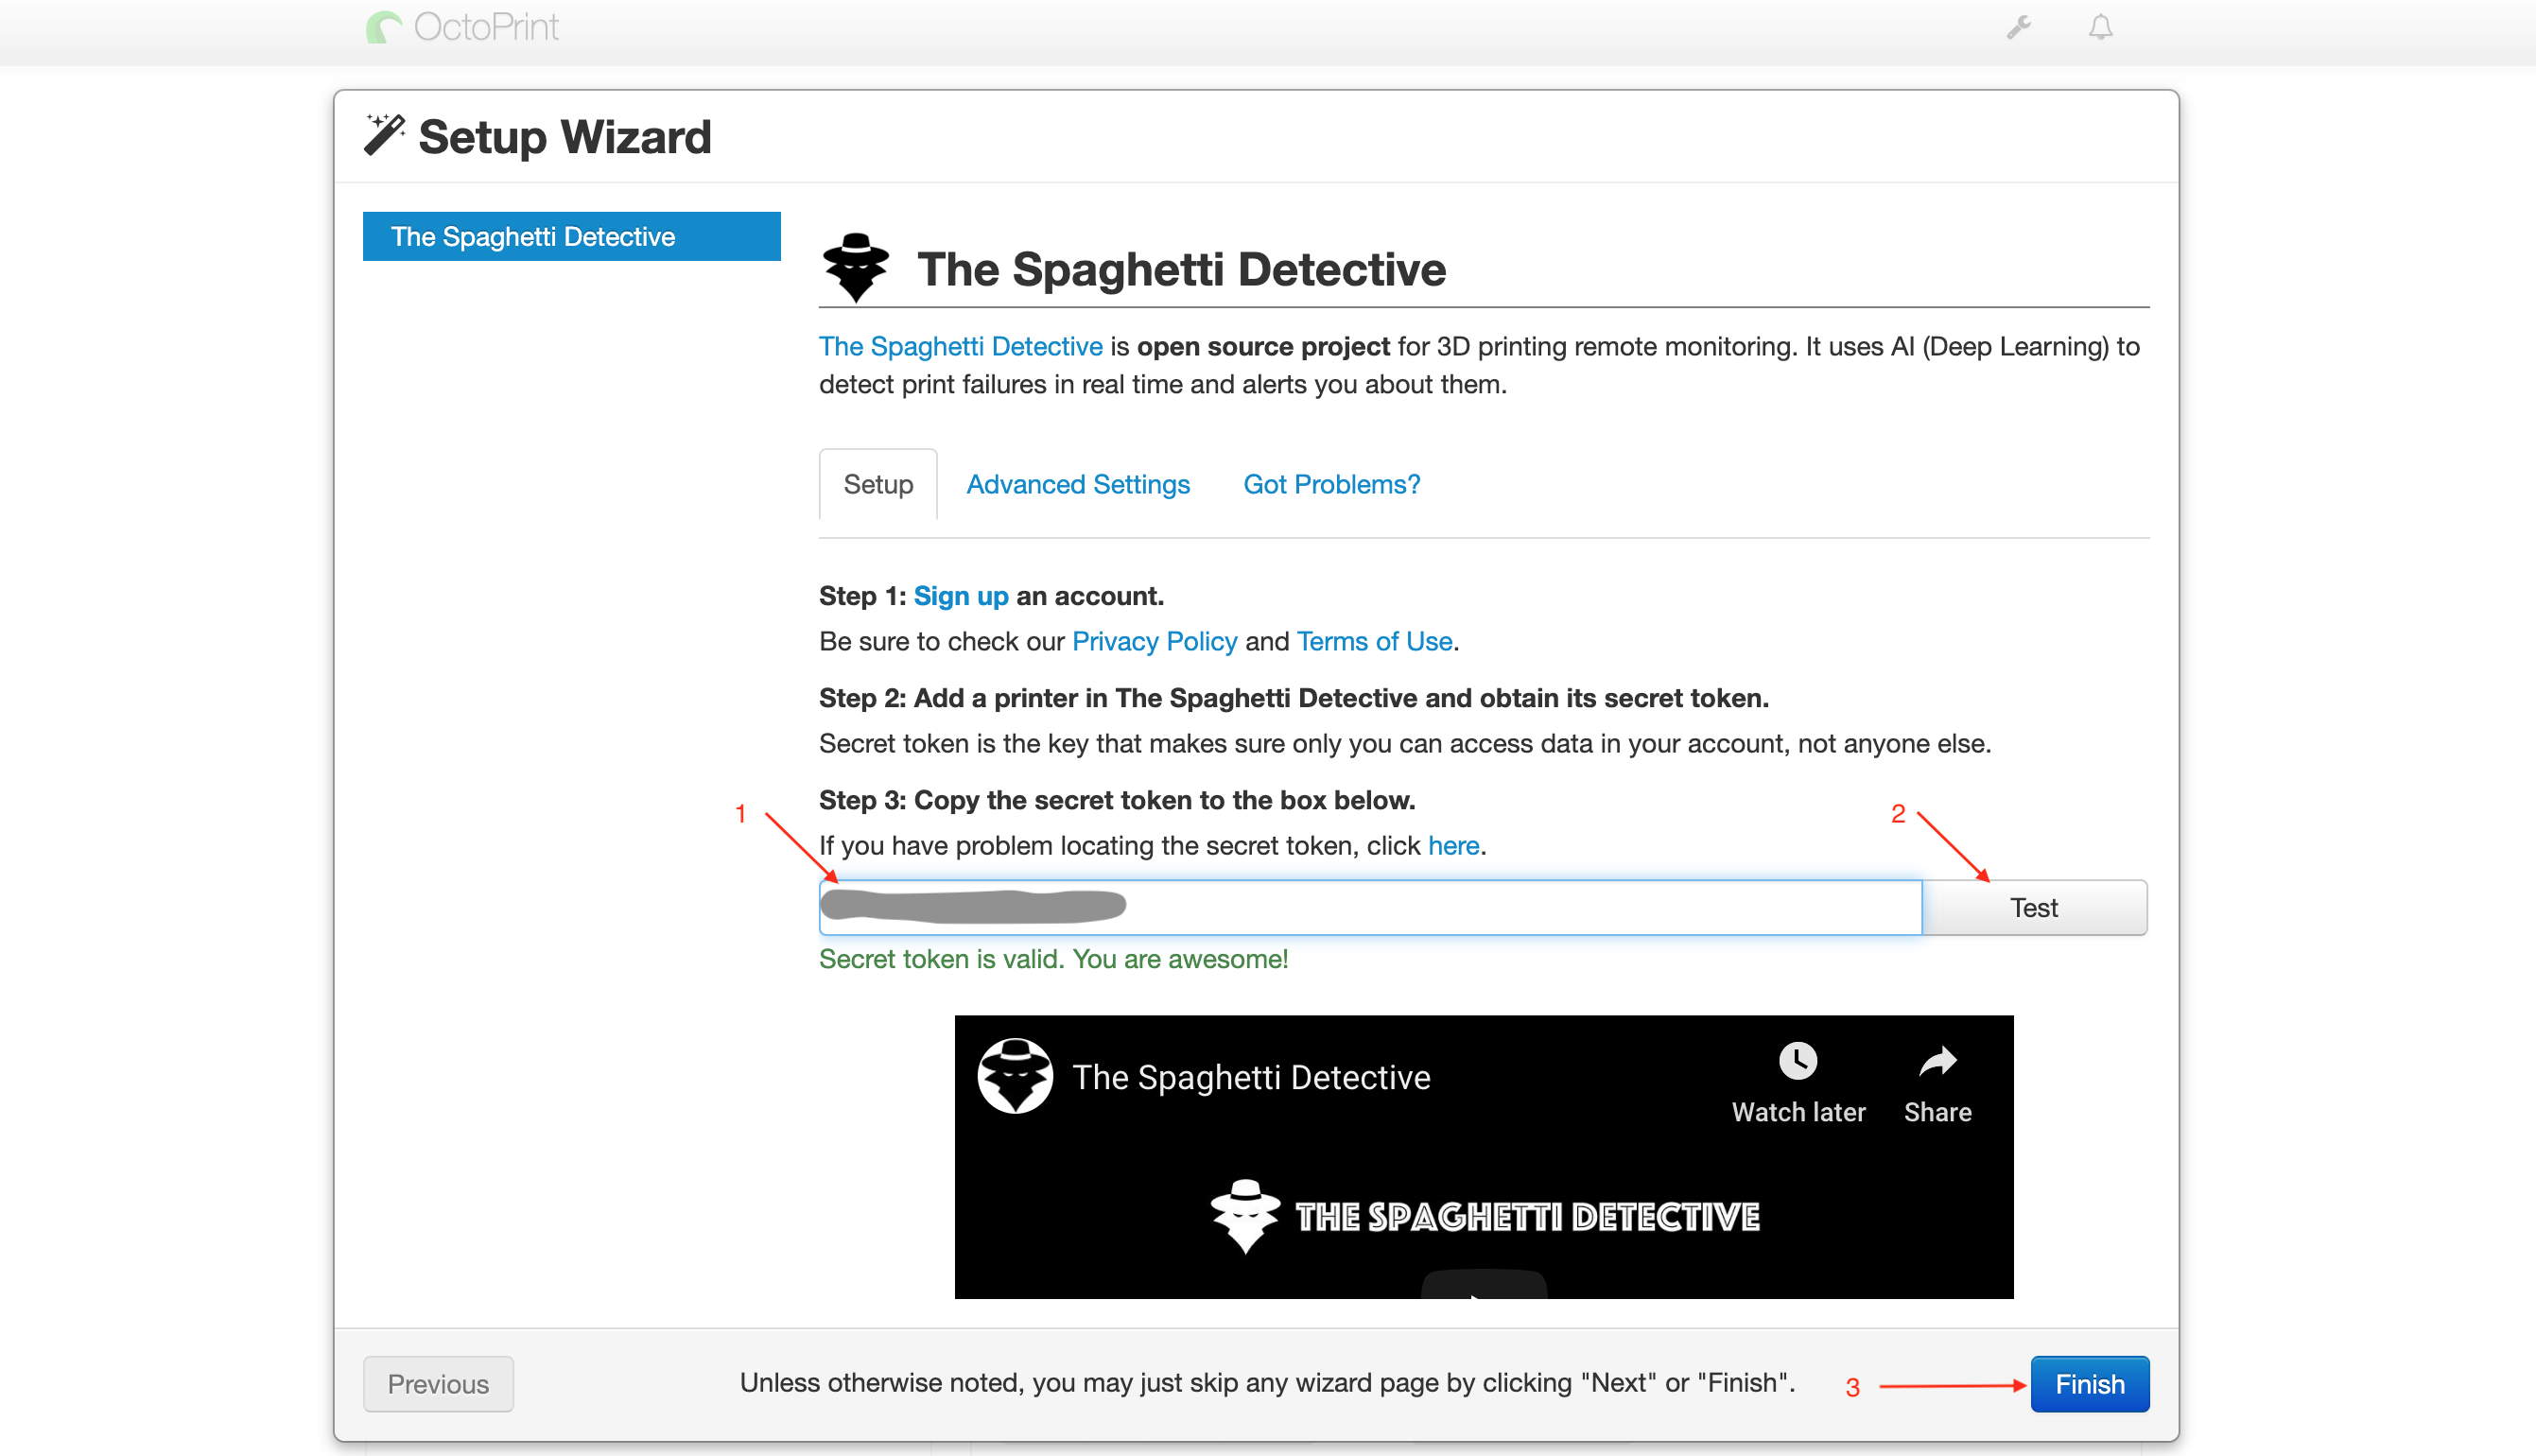 OctoPrint
Setup Wizard
The Spaghetti Detective
The Spaghetti Detective
The Spaghetti Detective is open source project for 3D printing remote monitoring. It uses AI (Deep Learning) to
detect print failures in real time and alerts you about them.
Setup Advanced Settings Got Problems?
Step 1: Sign up an account.
Be sure to check our Privacy Policy and Terms of Use.
Step 2: Add a printer in The Spaghetti Detective and obtain its secret token.
Secret token is the key that makes sure only you can access data in your account, not anyone else.
Step 3: Copy the secret token to the box below.
1 2
If you have problem locating the secret token, click here.
Test
Secret token is valid. You are awesome!
The Spaghetti Detective
Watch later Share
THE SPAGHETTI DETECTIVE
Previous Unless otherwise noted, you may just skip any wizard page by clicking "Next" or "Finish". 3 Finish